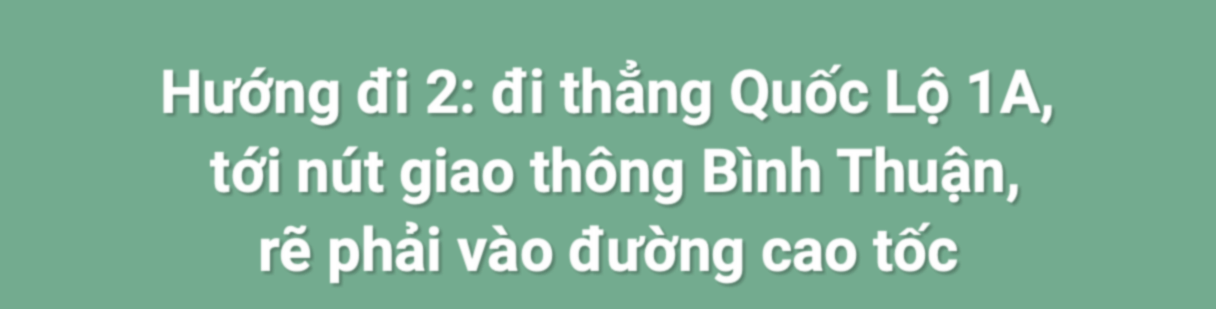 Hướng đi 2: đi thẳng Quốc Lộ 1A,
tới nút giao thông Bình Thuận,
rẽ phải vào đường cao tốc